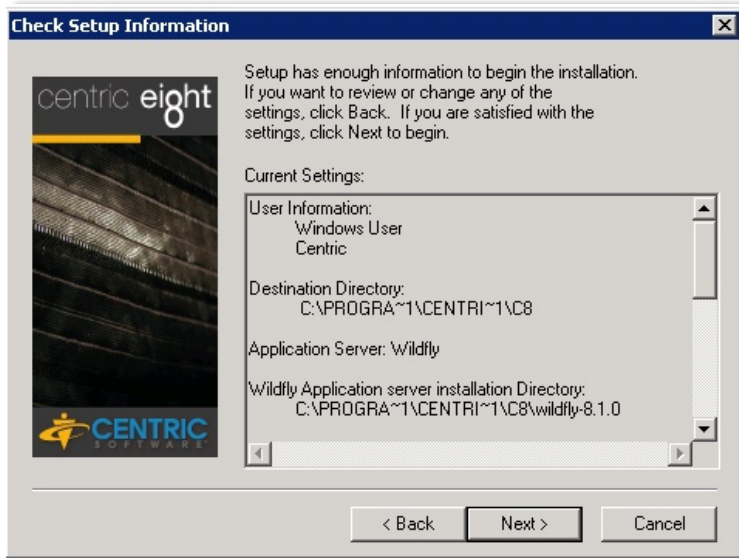 Check Setup Information
centric eight
Setup has enough information to begin the installation.
If you want to review or change any of the
settings, click Back. If you are satisfied with the
settings, click Next to begin.
Current Settings:
User Information:
Windows User
Centric
Destination Directory:
C:\PROGRA~1\CENTRI~1\C8
Application Server: Wildfly
Wildfly Application server installation Directory:
C:\PROGRA~1\CENTRI~1\C8\wildfly-8.1.0
CENTRIC
SOFTWARE
< Back
Next >
Cancel